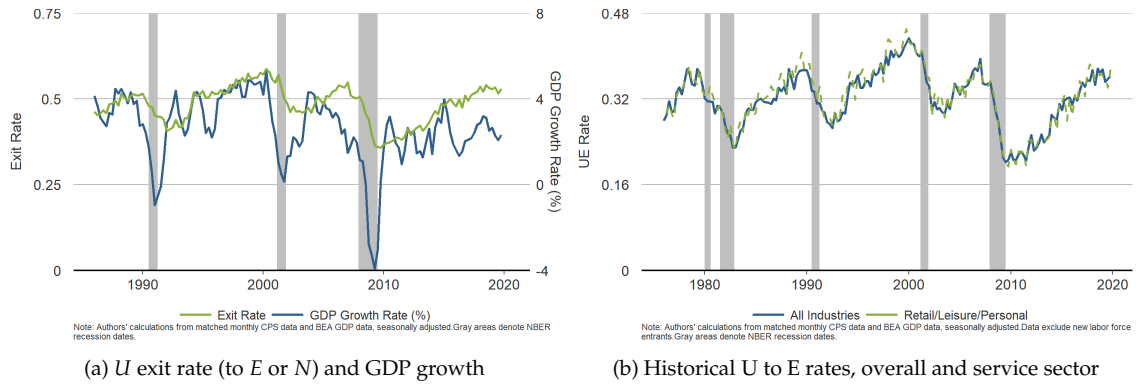 0.75
0.5
0.25
0
Exit Rate
8
4
0
−4
GDP Growth Rate (%)
1990
2000
2010
2020
Exit Rate
GDP Growth Rate (%)
Note: Authors' calculations from matched monthly CPS data and BEA GDP data, seasonally adjusted.Gray areas denote NBER
recession dates.
(a) U exit rate (to E or N) and GDP growth
0.48
0.32
0.16
0
UE Rate
1980
1990
2000
2010
2020
All Industries
Retail/Leisure/Personal
Note: Authors' calculations from matched monthly CPS data and BEA GDP data, seasonally adjusted.Data exclude new labor force
entrants.Gray areas denote NBER recession dates.
(b) Historical U to E rates, overall and service sector